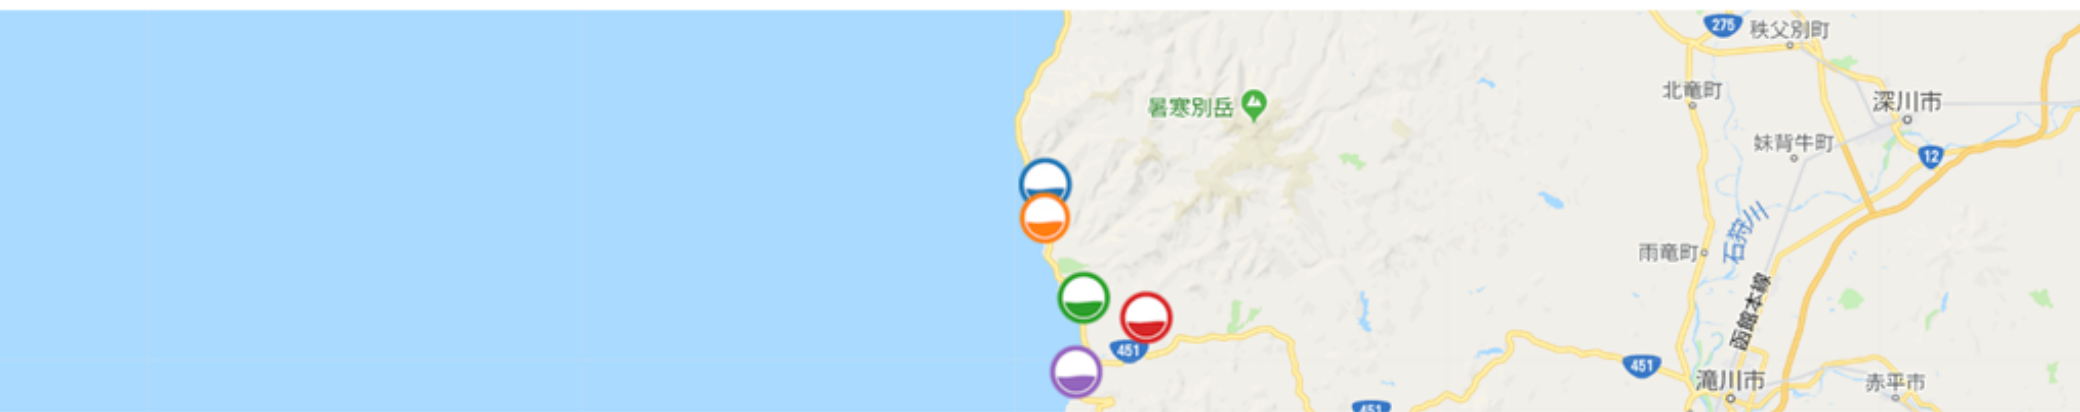 275
秩父別町
北竜町
暑寒別岳
深川市
妹背牛町
12
石狩川
雨竜町
函館本線
451
451
滝川市
赤平市
451